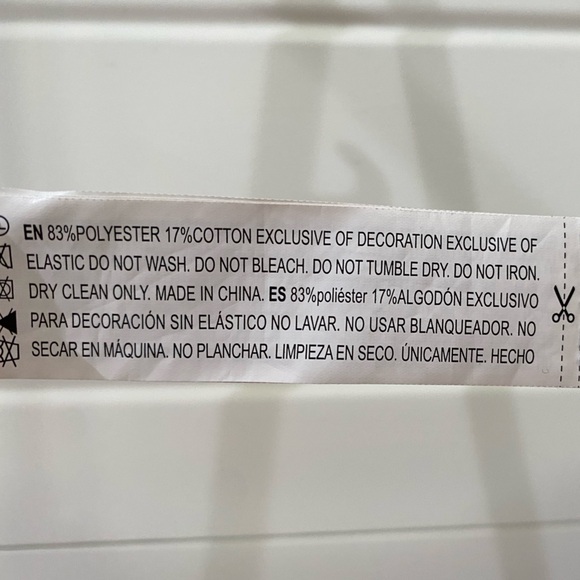 EN 83%POLYESTER 17%COTTON EXCLUSIVE OF DECORATION EXCLUSIVE OF
ELASTIC DO NOT WASH. DO NOT BLEACH. DO NOT TUMBLE DRY. DO NOT IRON.
DRY CLEAN ONLY. MADE IN CHINA. ES 83%poliéster 17%ALGODÓN EXCLUSIVO
PARA DECORACIÓN SIN ELÁSTICO NO LAVAR. NO USAR BLANQUEADOR. NO
SECAR EN MÁQUINA. NO PLANCHAR. LIMPIEZA EN SECO. ÚNICAMENTE. HECHO